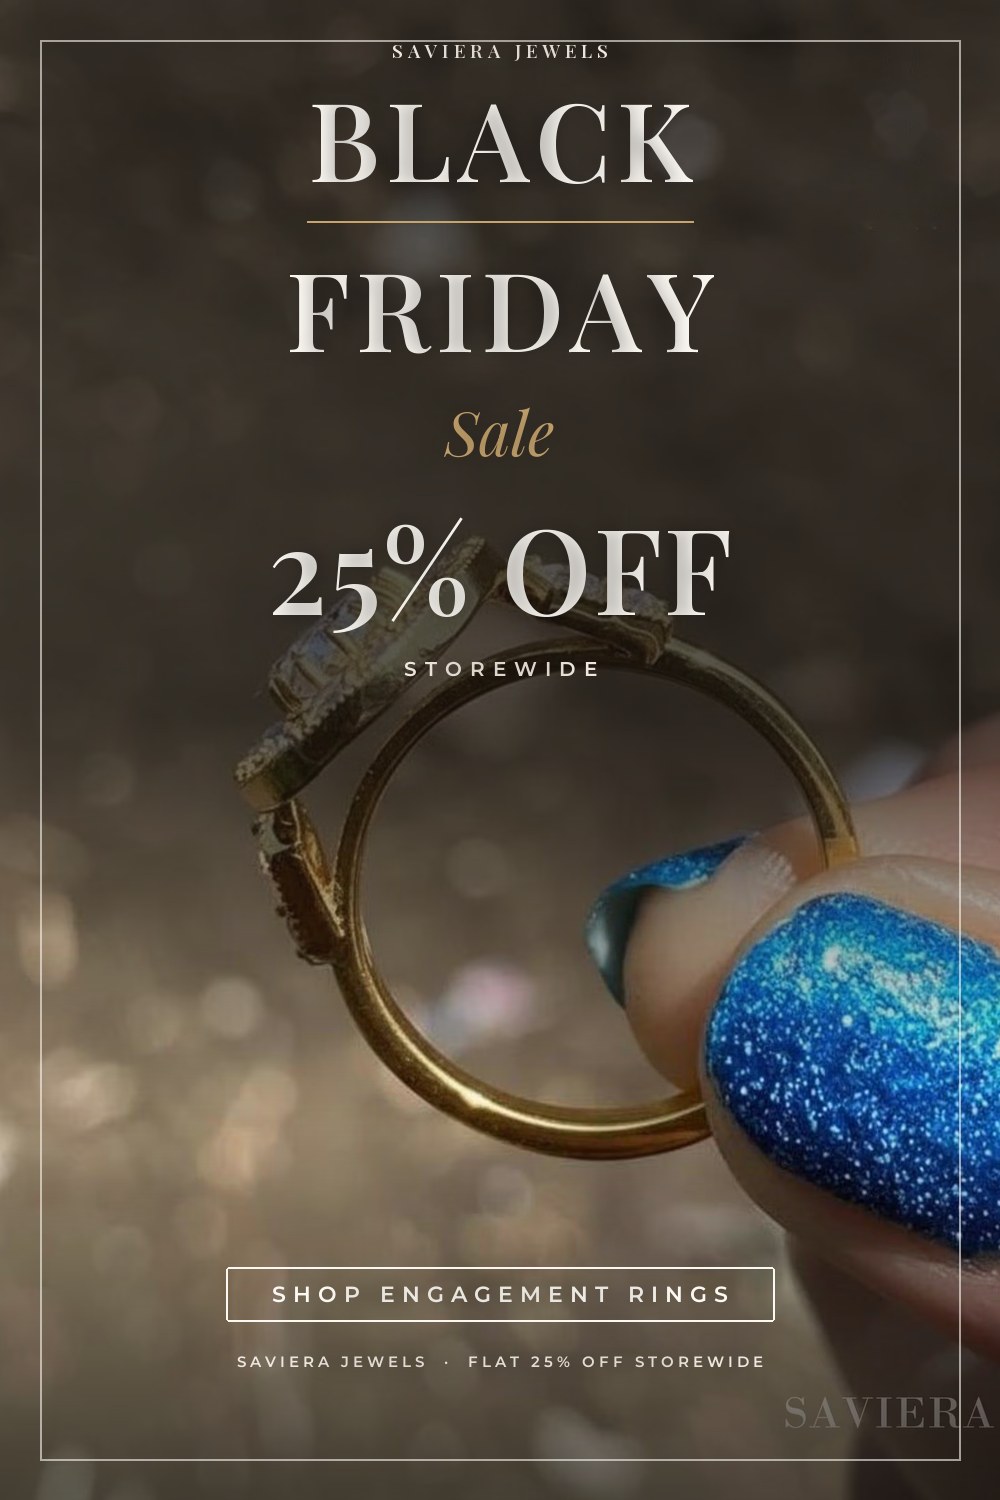 SAVIERA JEWELS
BLACK
FRIDAY
Sale
25% OFF
STOREWIDE
SHOP ENGAGEMENT RINGS
SAVIERA JEWELS · FLAT 25% OFF STOREWIDE
SAVIERA